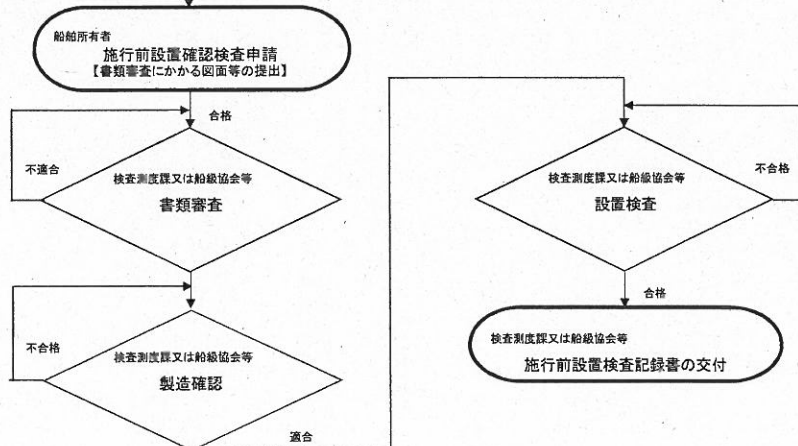 船舶所有者
施行前設置確認検査申請
【書類審査にかかる図面等の提出】
合格
不適合
検査測度課又は船級協会等
書類審査
不合格
検査測度課又は船級協会等
製造確認
適合
検査測度課又は船級協会等
設置検査
不合格
合格
検査測度課又は船級協会等
施行前設置検査記録書の交付